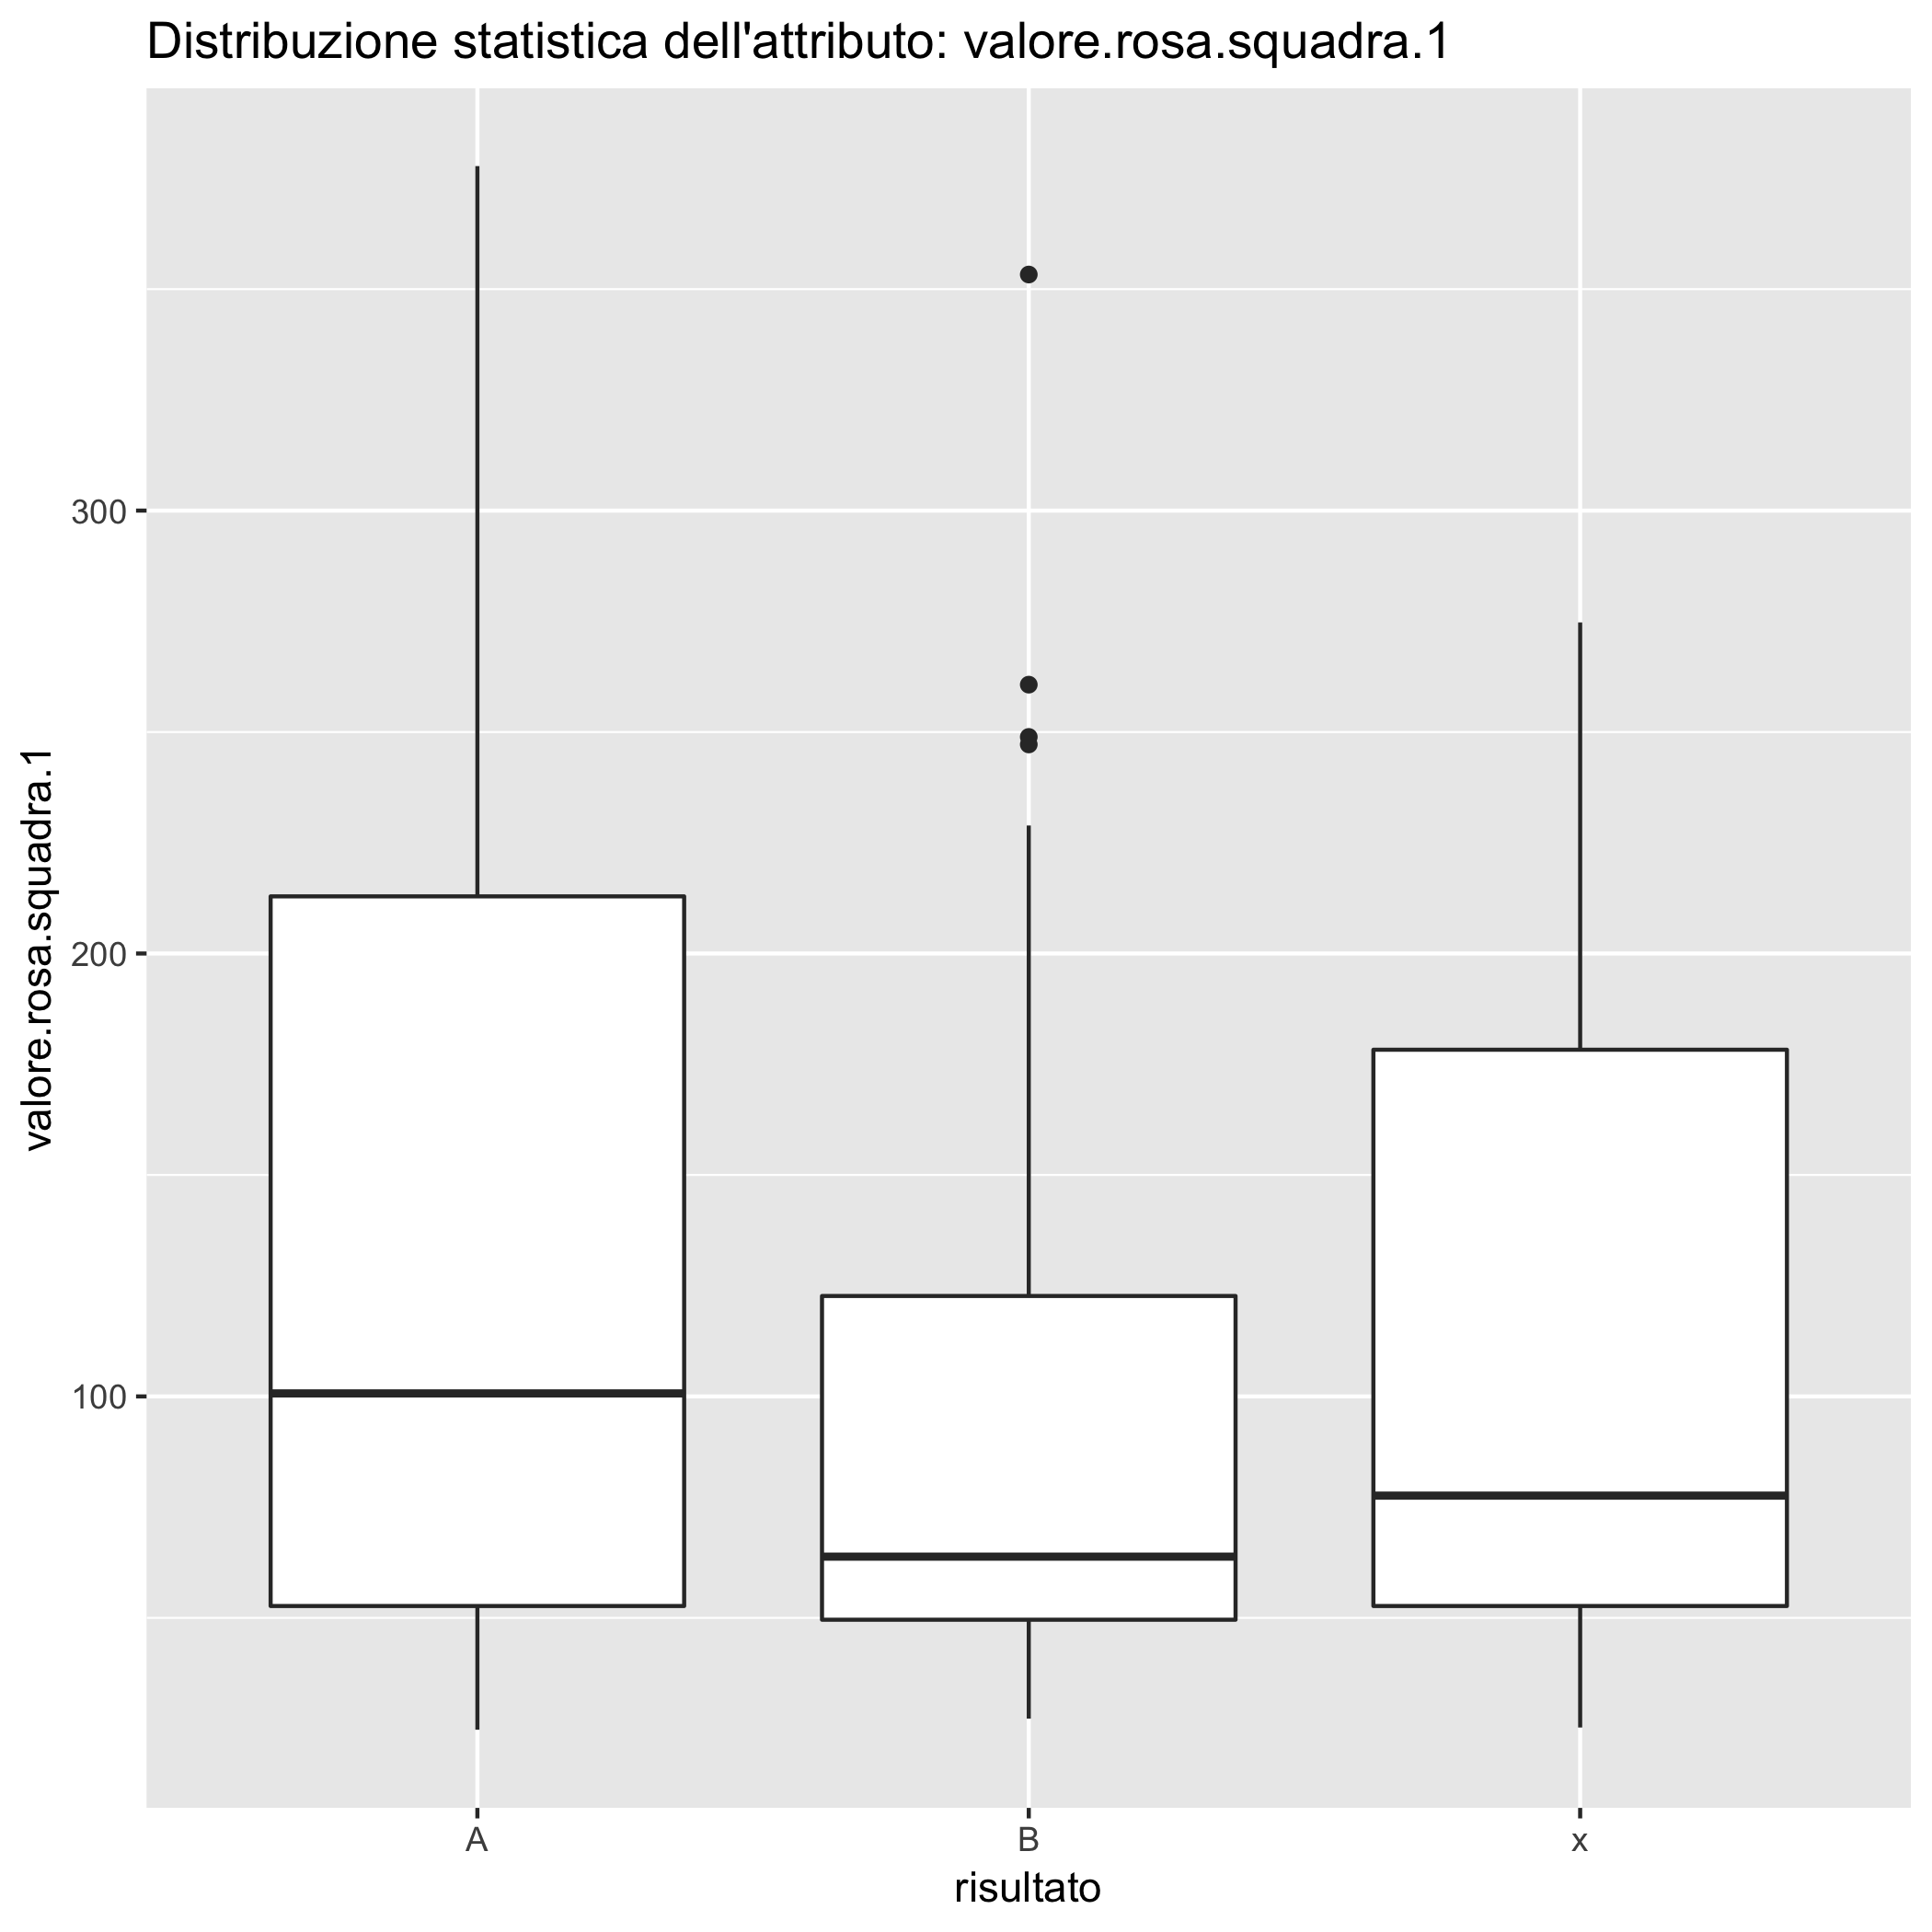 Distribuzione statistica dell'attributo: valore.rosa.squadra.1
valore.rosa.squadra.1
300
200
100
A
B
x
risultato